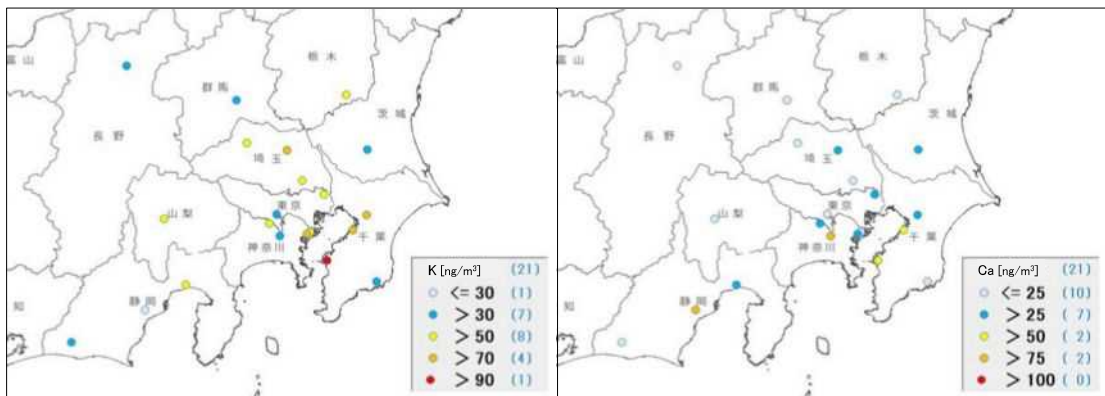 富山
栃木
群馬
茨城
長野
埼玉
東京
山梨
千葉
神奈川
静岡
知
K [ng/m³] (21)
<= 30 (1)
> 30 (7)
> 50 (8)
> 70 (4)
> 90 (1)
富山
栃木
群馬
茨城
長野
埼玉
東京
山梨
千葉
神奈川
静岡
知
Ca [ng/m³] (21)
<= 25 (10)
> 25 ( 7)
> 50 ( 2)
> 75 ( 2)
> 100 ( 0)